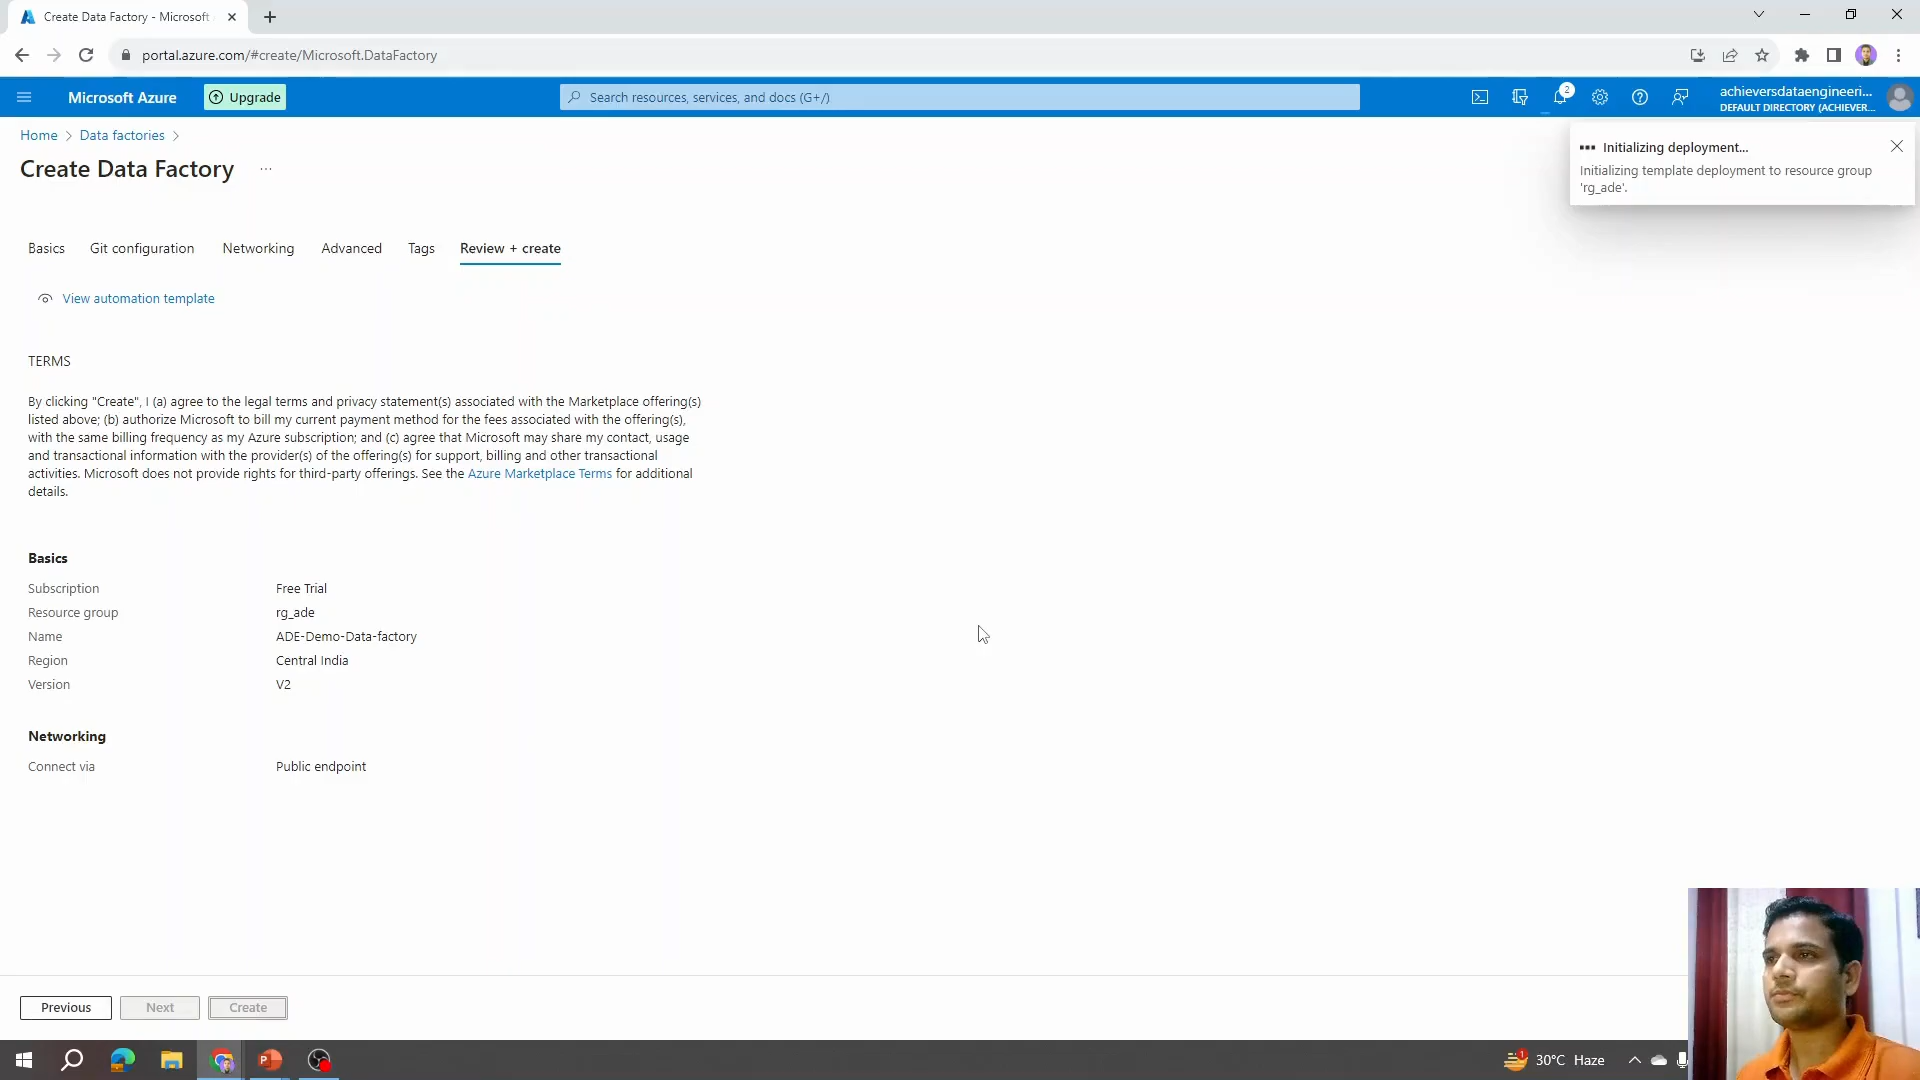 Create Data Factory - Microsoft
portal.azure.com/#create/Microsoft.DataFactory
Microsoft Azure
Upgrade
Search resources, services, and docs (G+/)
2
achieversdataengineeri...
DEFAULT DIRECTORY (ACHIEVER...
Home > Data factories >
Create Data Factory ...
Initializing deployment...
Initializing template deployment to resource group
'rg_ade'.
Basics Git configuration Networking Advanced Tags Review + create
View automation template
TERMS
By clicking "Create", I (a) agree to the legal terms and privacy statement(s) associated with the Marketplace offering(s)
listed above; (b) authorize Microsoft to bill my current payment method for the fees associated with the offering(s),
with the same billing frequency as my Azure subscription; and (c) agree that Microsoft may share my contact, usage
and transactional information with the provider(s) of the offering(s) for support, billing and other transactional
activities. Microsoft does not provide rights for third-party offerings. See the Azure Marketplace Terms for additional
details.
Basics
Subscription Free Trial
Resource group rg_ade
Name ADE-Demo-Data-factory
Region Central India
Version V2
Networking
Connect via Public endpoint
Previous Next Create
P
1
30°C Haze